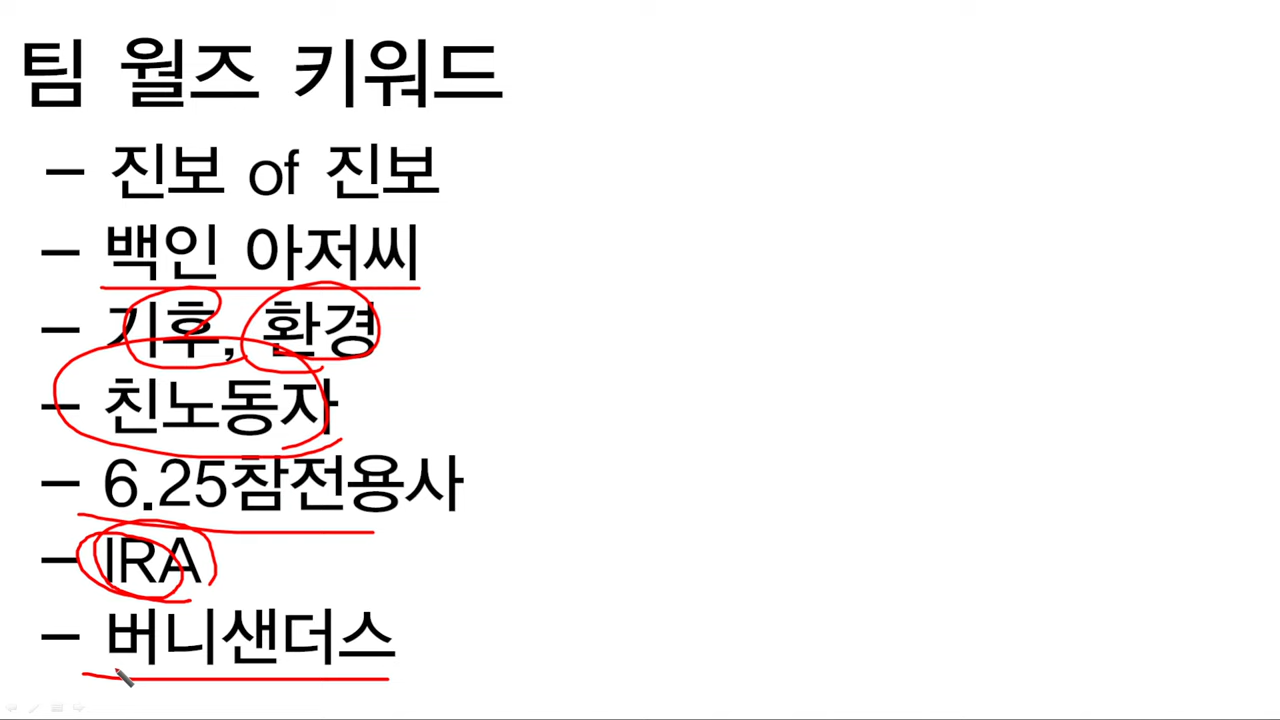 팀 월즈 키워드
– 진보 of 진보
– 백인 아저씨
– 기후, 환경
– 친노동자
– 6.25참전용사
– IRA
– 버니샌더스